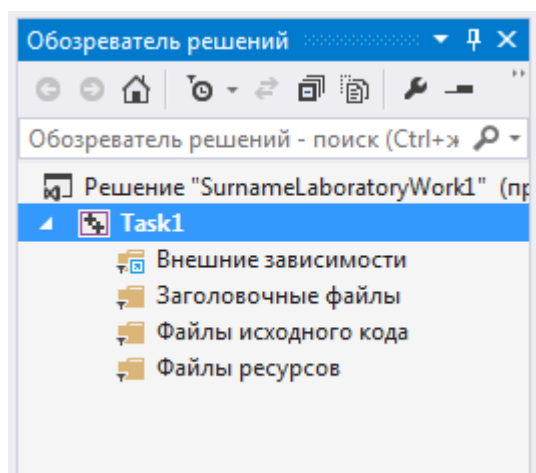 Обозреватель решений
Обозреватель решений - поиск (Ctrl+ж
Решение "SurnameLaboratoryWork1" (пр
Task1
Внешние зависимости
Заголовочные файлы
Файлы исходного кода
Файлы ресурсов